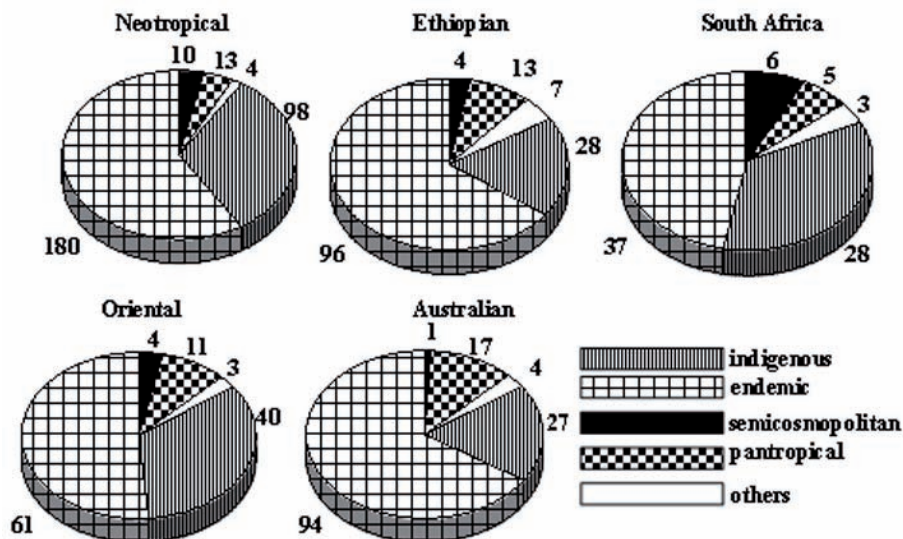 Neotropical
10 13 4
98
180
Ethiopian
4 13 7
28
96
South Africa
6 5 3
28
37
Oriental
4 11 3
40
61
Australian
1 17 4
27
94
indigenous
endemic
semicosmopolitan
pantropical
others